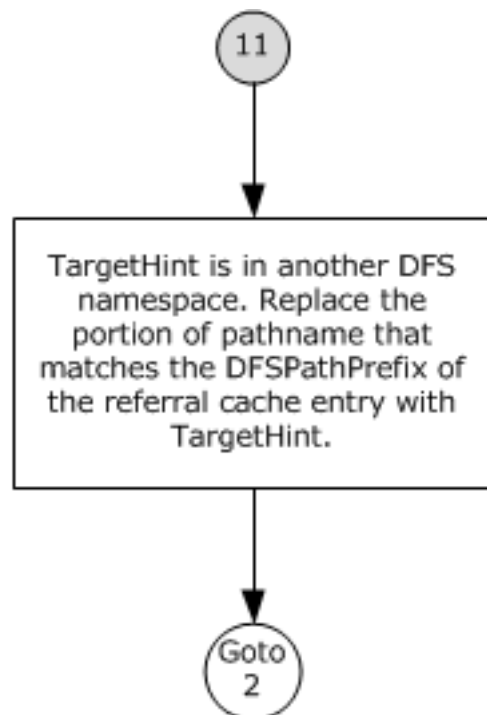 11
TargetHint is in another DFS
namespace. Replace the
portion of pathname that
matches the DFSPathPrefix of
the referral cache entry with
TargetHint.
Goto
2